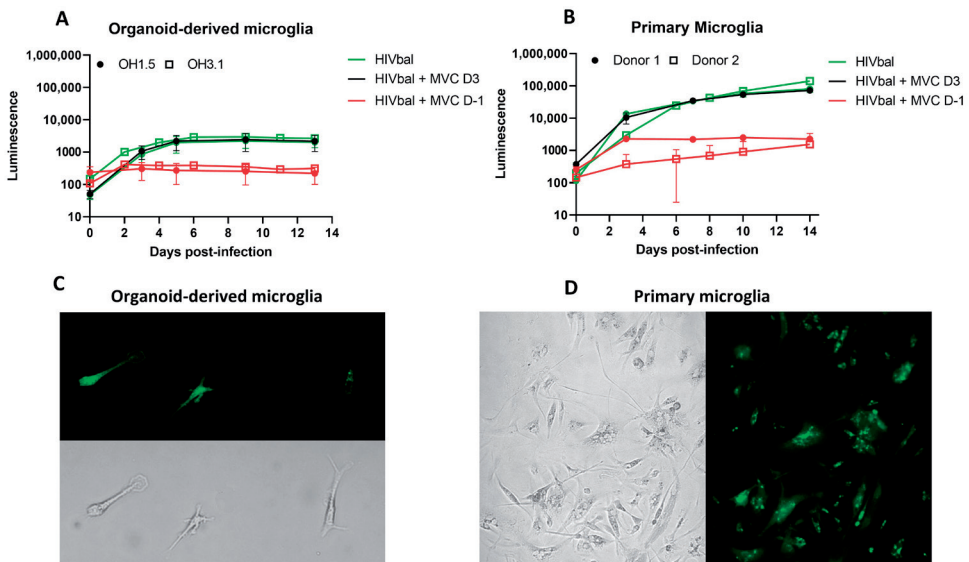 A
Organoid-derived microglia
OH1.5 OH3.1
HIVbal
HIVbal + MVC D3
HIVbal + MVC D-1
Luminescence
1,000,000
100,000
10,000
1000
100
10
0 2 4 6 8 10 12 14
Days post-infection
B
Primary Microglia
Donor 1 Donor 2
HIVbal
HIVbal + MVC D3
HIVbal + MVC D-1
Luminescence
1,000,000
100,000
10,000
1000
100
10
0 2 4 6 8 10 12 14
Days post-infection
C
Organoid-derived microglia
D
Primary microglia